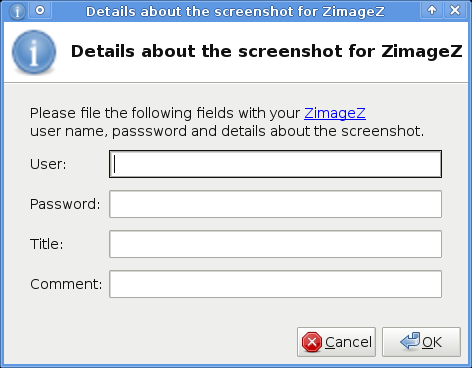 Details about the screenshot for ZimageZ
Details about the screenshot for ZimageZ
Please file the following fields with your ZimageZ
user name, passsword and details about the screenshot.
User:
Password:
Title:
Comment:
Cancel
OK